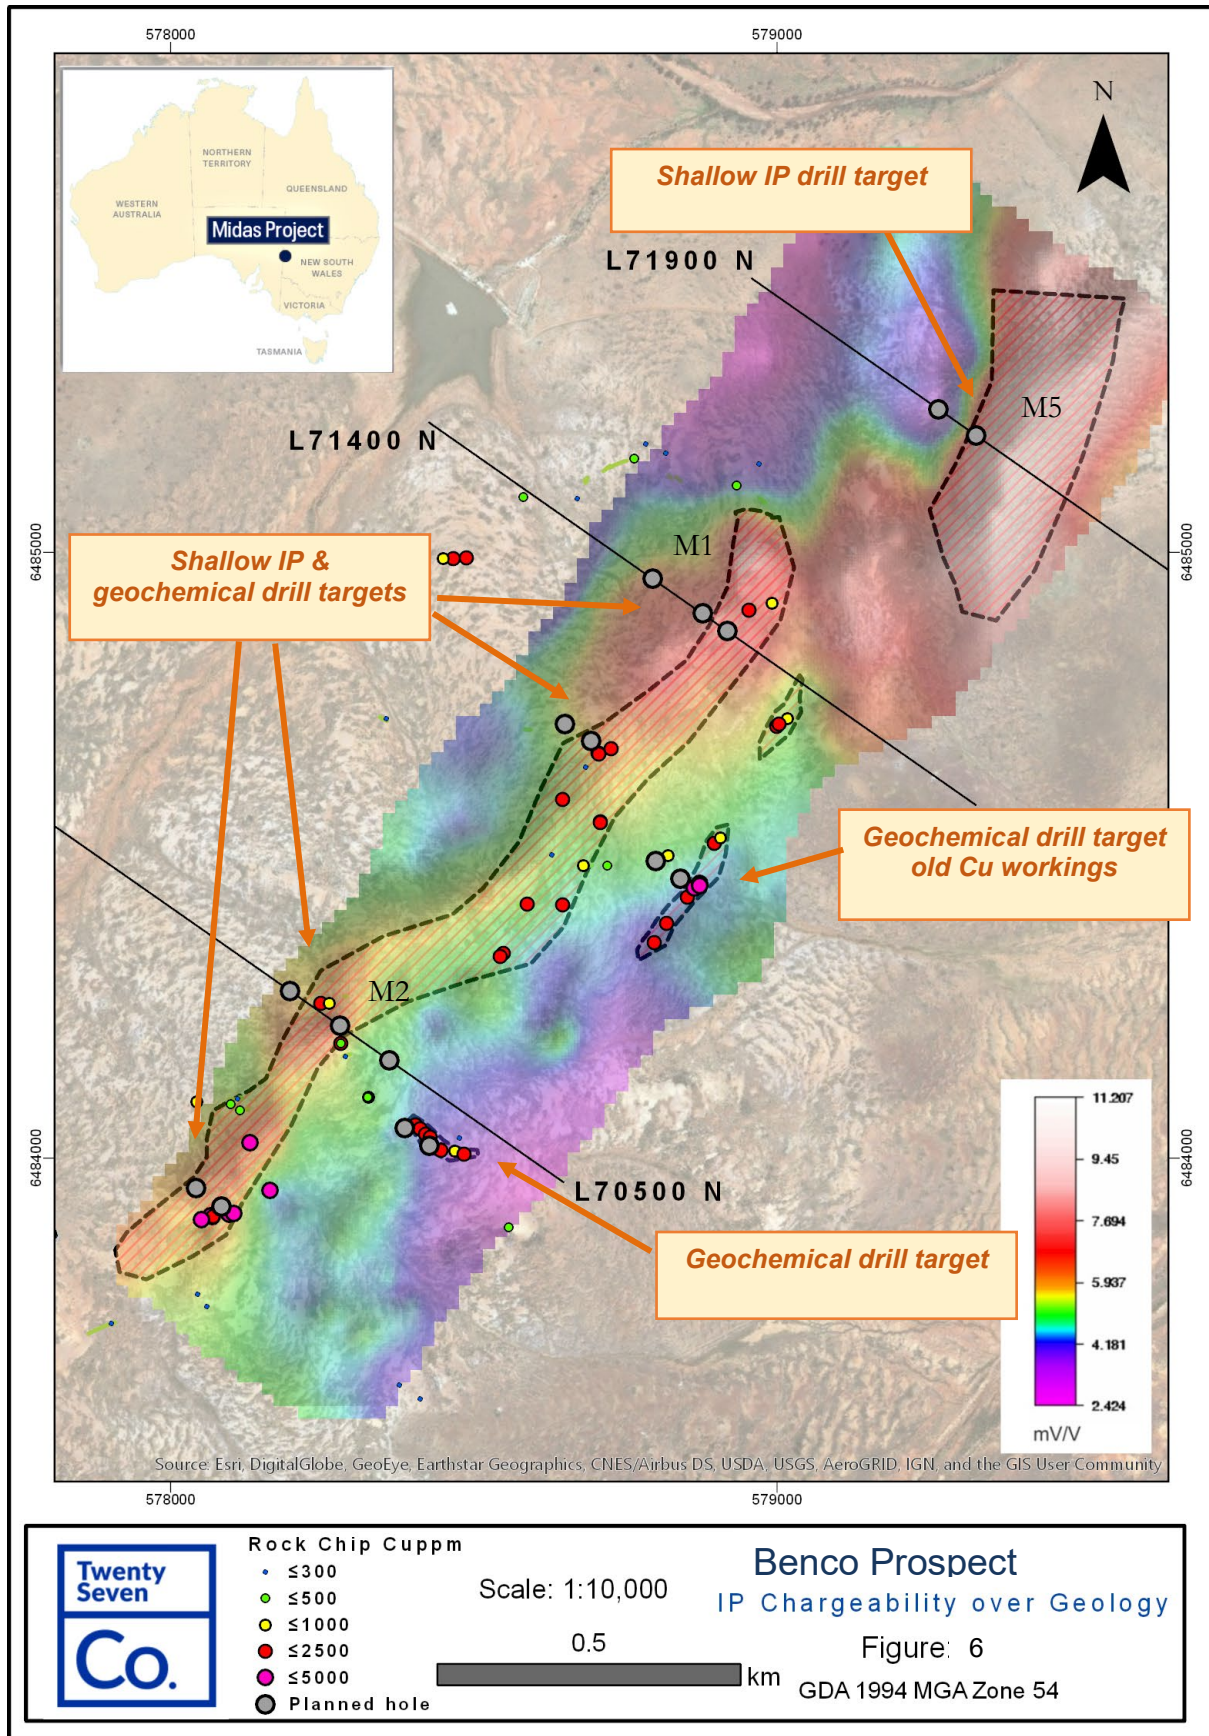 578000
579000
NORTHERN
TERRITORY
QUEENSLAND
WESTERN
AUSTRALIA
Midas Project
NEW SOUTH
WALES
VICTORIA
TASMANIA
N
Shallow IP drill target
L71900 N
M5
L71400 N
M1
6485000
6485000
Shallow IP &
geochemical drill targets
Geochemical drill target
old Cu workings
M2
6484000
6484000
L70500 N
Geochemical drill target
11.207
9.45
7.694
5.937
4.181
2.424
mV/V
Source: Esri, DigitalGlobe, GeoEye, Earthstar Geographics, CNES/Airbus DS, USDA, USGS, AeroGRID, IGN, and the GIS User Community
578000
579000
Twenty
Seven
Co.
Rock Chip Cuppm
≤300
≤500
≤1000
≤2500
≤5000
Planned hole
Scale: 1:10,000
0.5
km
Benco Prospect
IP Chargeability over Geology
Figure: 6
GDA 1994 MGA Zone 54